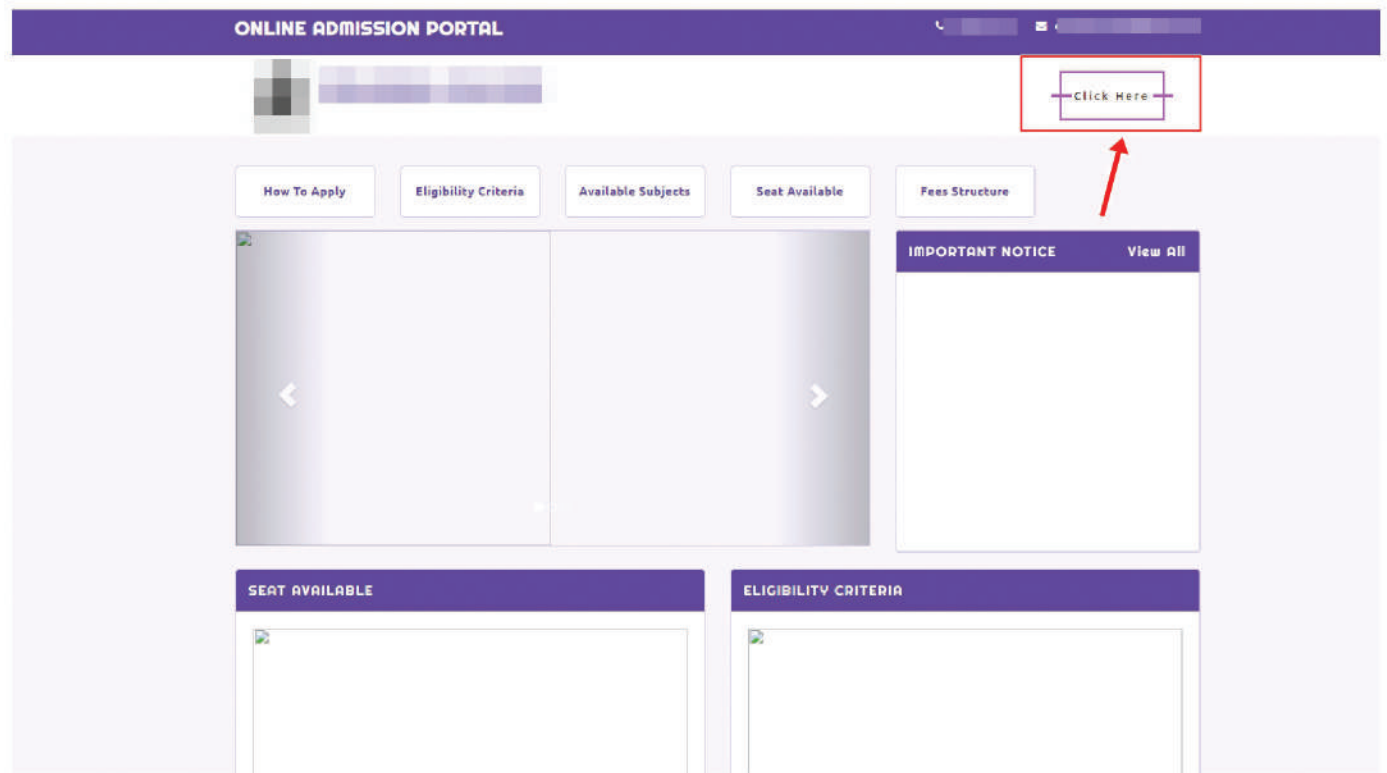 ONLINE ADMISSION PORTAL
Click Here
How To Apply
Eligibility Criteria
Available Subjects
Seat Available
Fees Structure
IMPORTANT NOTICE
View All
SEAT AVAILABLE
ELIGIBILITY CRITERIA